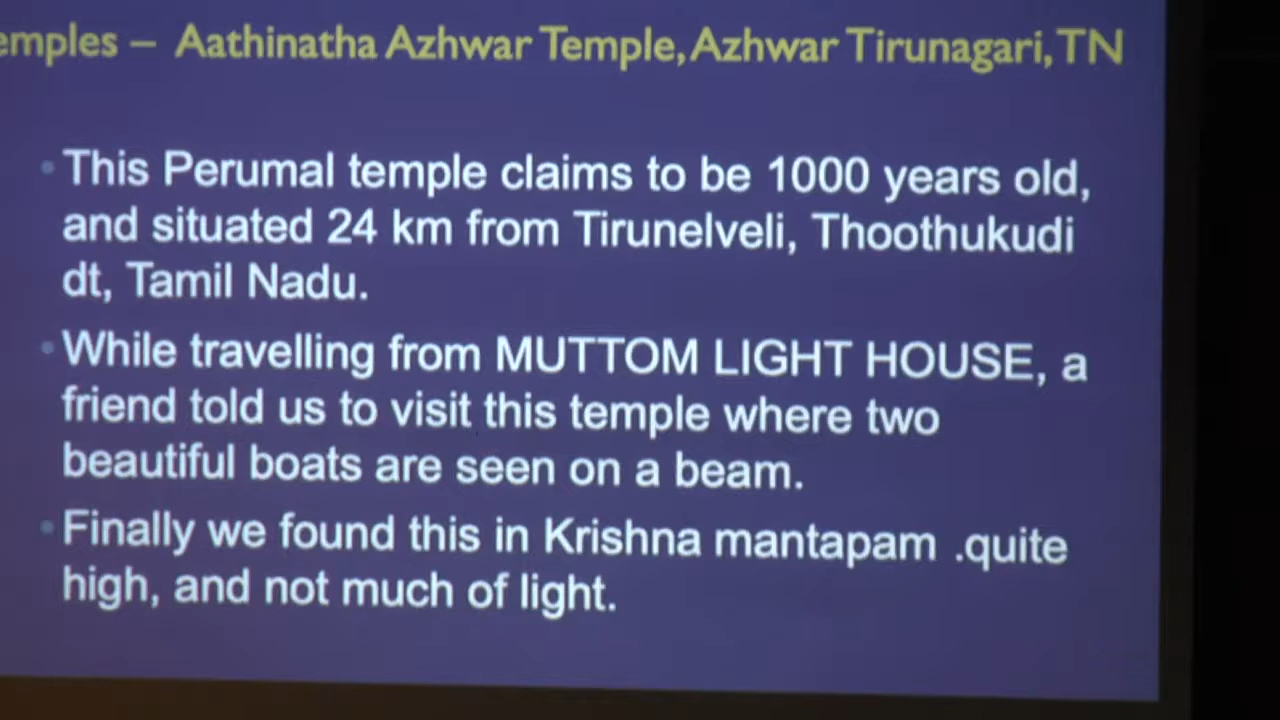 – Aathinatha Azhwar Temple, Azhwar Tirunagari, TN
This Perumal temple claims to be 1000 years old,
and situated 24 km from Tirunelveli, Thoothukudi
dt, Tamil Nadu.
While travelling from MUTTOM LIGHT HOUSE, a
friend told us to visit this temple where two
beautiful boats are seen on a beam.
Finally we found this in Krishna mantapam .quite
high, and not much of light.